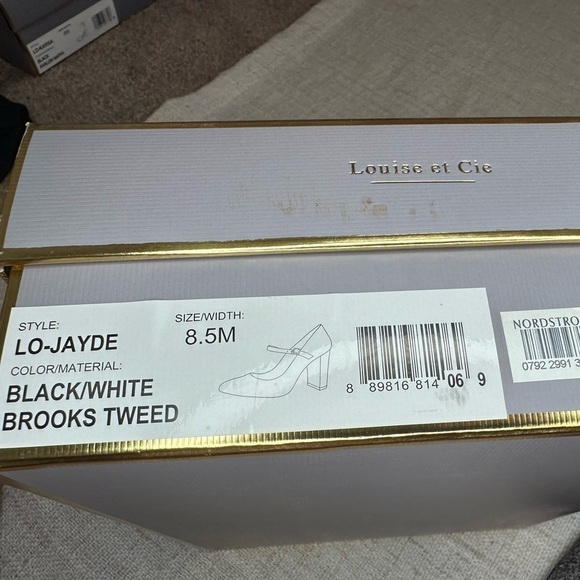 BLACK
Louise et Cie
STYLE:
LO-JAYDE
SIZE/WIDTH:
8.5M
COLOR/MATERIAL:
BLACK/WHITE
BROOKS TWEED
8 89816 814 06 9
NORDSTRO
0792 2991 3